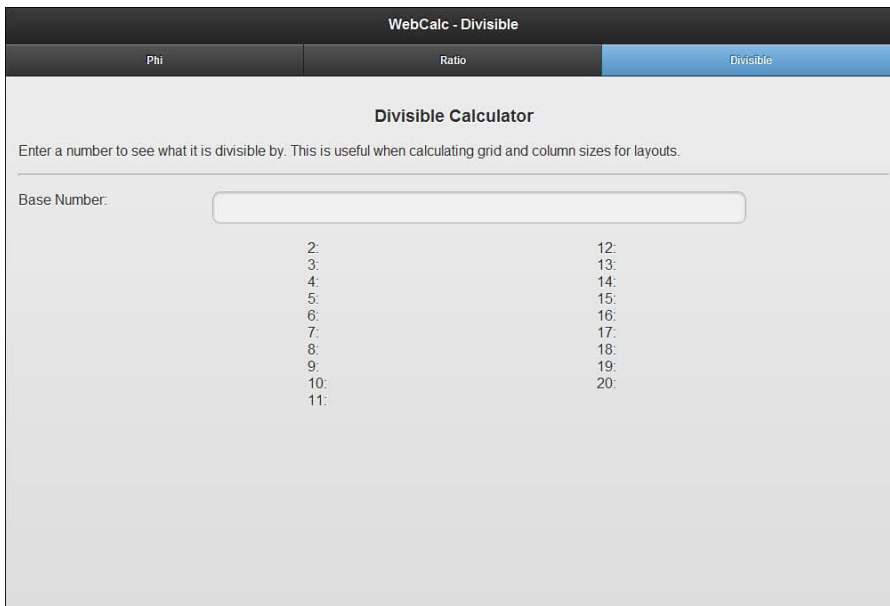 WebCalc - Divisible
Phi
Ratio
Divisible
Divisible Calculator
Enter a number to see what it is divisible by. This is useful when calculating grid and column sizes for layouts.
Base Number:
2:
3:
4:
5:
6:
7:
8:
9:
10:
11:
12:
13:
14:
15:
16:
17:
18:
19:
20: